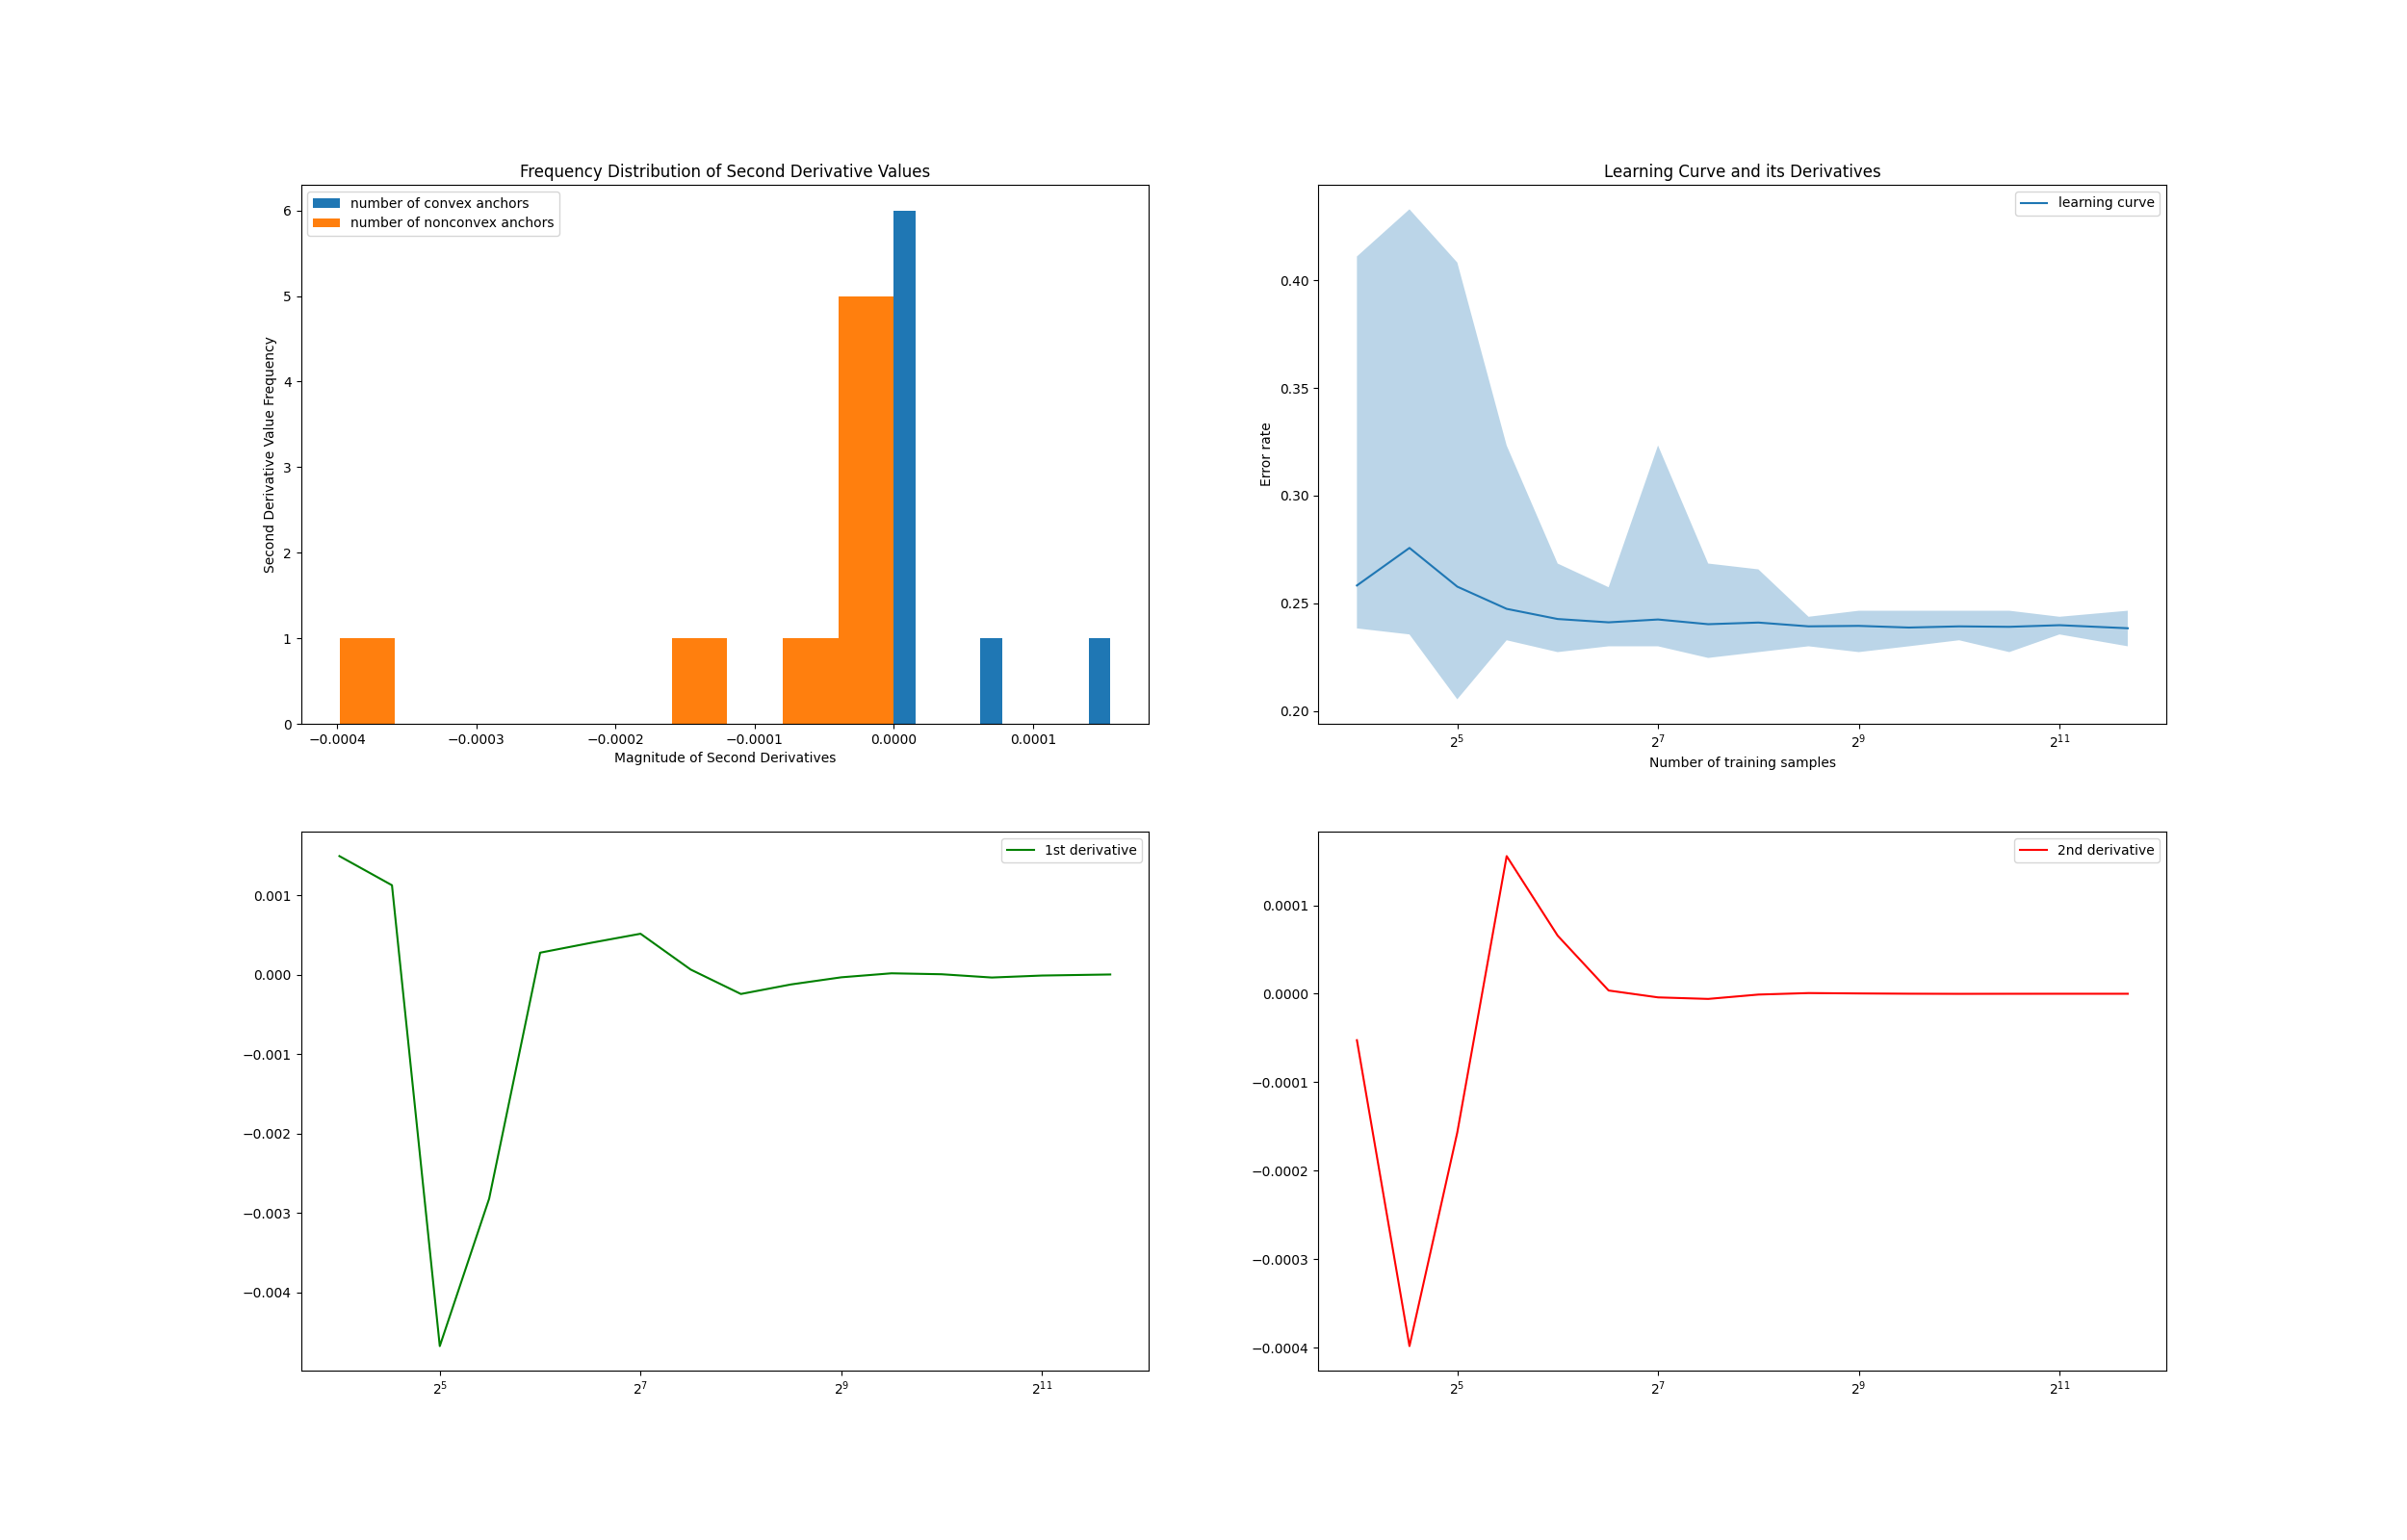 Frequency Distribution of Second Derivative Values
number of convex anchors
number of nonconvex anchors
Second Derivative Value Frequency
6
5
4
3
2
1
0
−0.0004 −0.0003 −0.0002 −0.0001 0.0000 0.0001
Magnitude of Second Derivatives
Learning Curve and its Derivatives
learning curve
Error rate
0.40
0.35
0.30
0.25
0.20
2⁵ 2⁷ 2⁹ 2¹¹
Number of training samples
1st derivative
0.001
0.000
−0.001
−0.002
−0.003
−0.004
2⁵ 2⁷ 2⁹ 2¹¹
2nd derivative
0.0001
0.0000
−0.0001
−0.0002
−0.0003
−0.0004
2⁵ 2⁷ 2⁹ 2¹¹